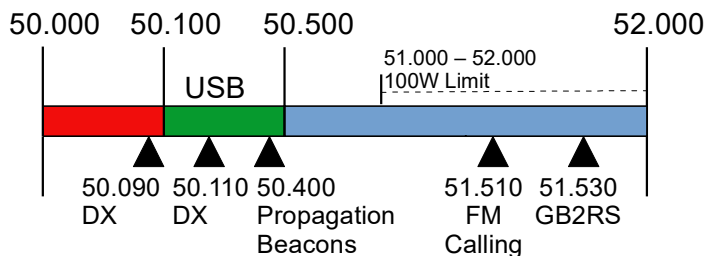 50.000 50.100 50.500 52.000
51.000 – 52.000
100W Limit
USB
50.090 50.110 50.400 51.510 51.530
DX DX Propagation FM GB2RS
Beacons Calling